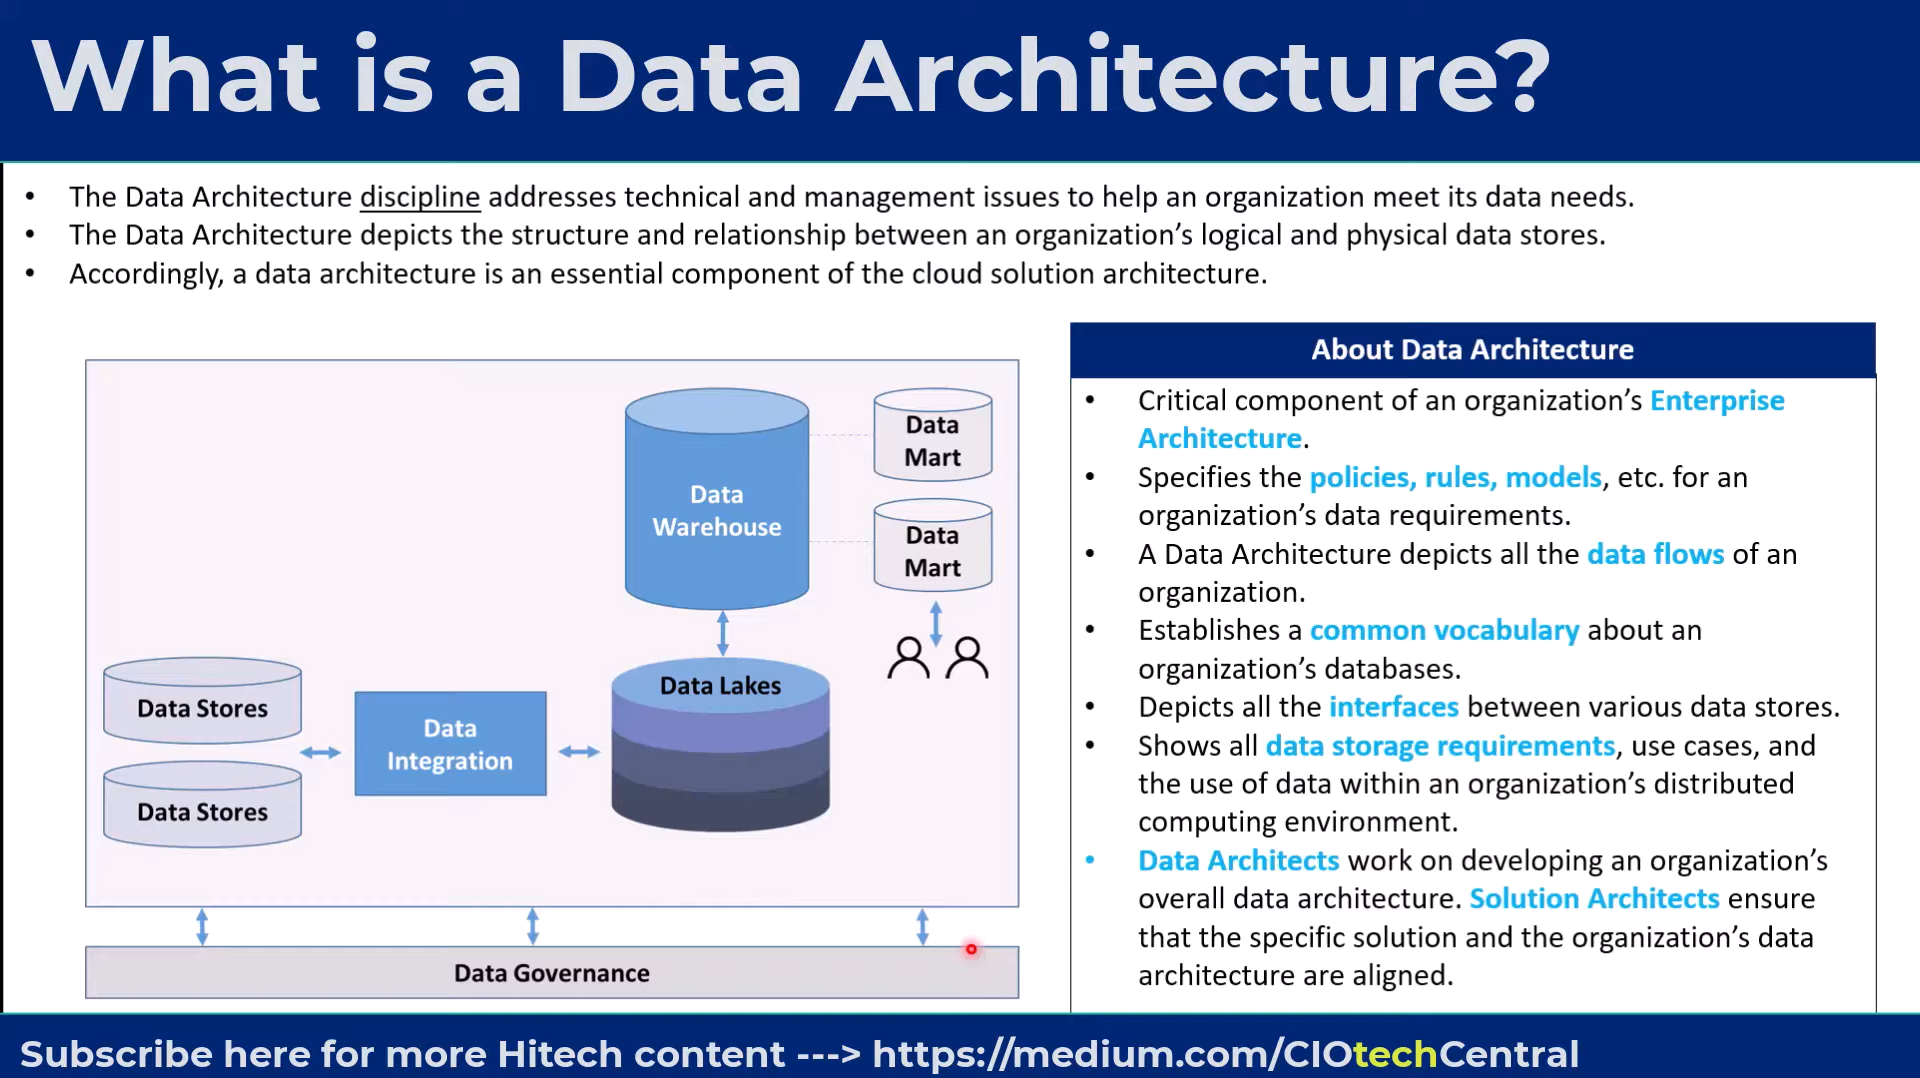 What is a Data Architecture?
• The Data Architecture discipline addresses technical and management issues to help an organization meet its data needs.
• The Data Architecture depicts the structure and relationship between an organization’s logical and physical data stores.
• Accordingly, a data architecture is an essential component of the cloud solution architecture.
Data
Warehouse
Data
Mart
Data
Mart
Data Lakes
Data Stores
Data Stores
Data
Integration
Data Governance
About Data Architecture
• Critical component of an organization’s Enterprise
Architecture.
• Specifies the policies, rules, models, etc. for an
organization’s data requirements.
• A Data Architecture depicts all the data flows of an
organization.
• Establishes a common vocabulary about an
organization’s databases.
• Depicts all the interfaces between various data stores.
• Shows all data storage requirements, use cases, and
the use of data within an organization’s distributed
computing environment.
• Data Architects work on developing an organization’s
overall data architecture. Solution Architects ensure
that the specific solution and the organization’s data
architecture are aligned.
Subscribe here for more Hitech content ---> https://medium.com/CIOtechCentral